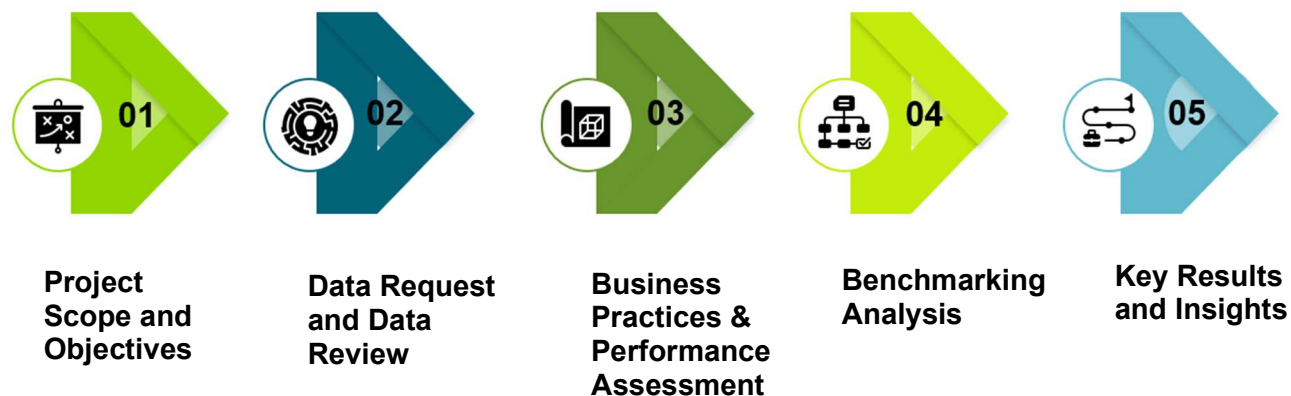 01
02
03
04
05
Project
Scope and
Objectives
Data Request
and Data
Review
Business
Practices &
Performance
Assessment
Benchmarking
Analysis
Key Results
and Insights